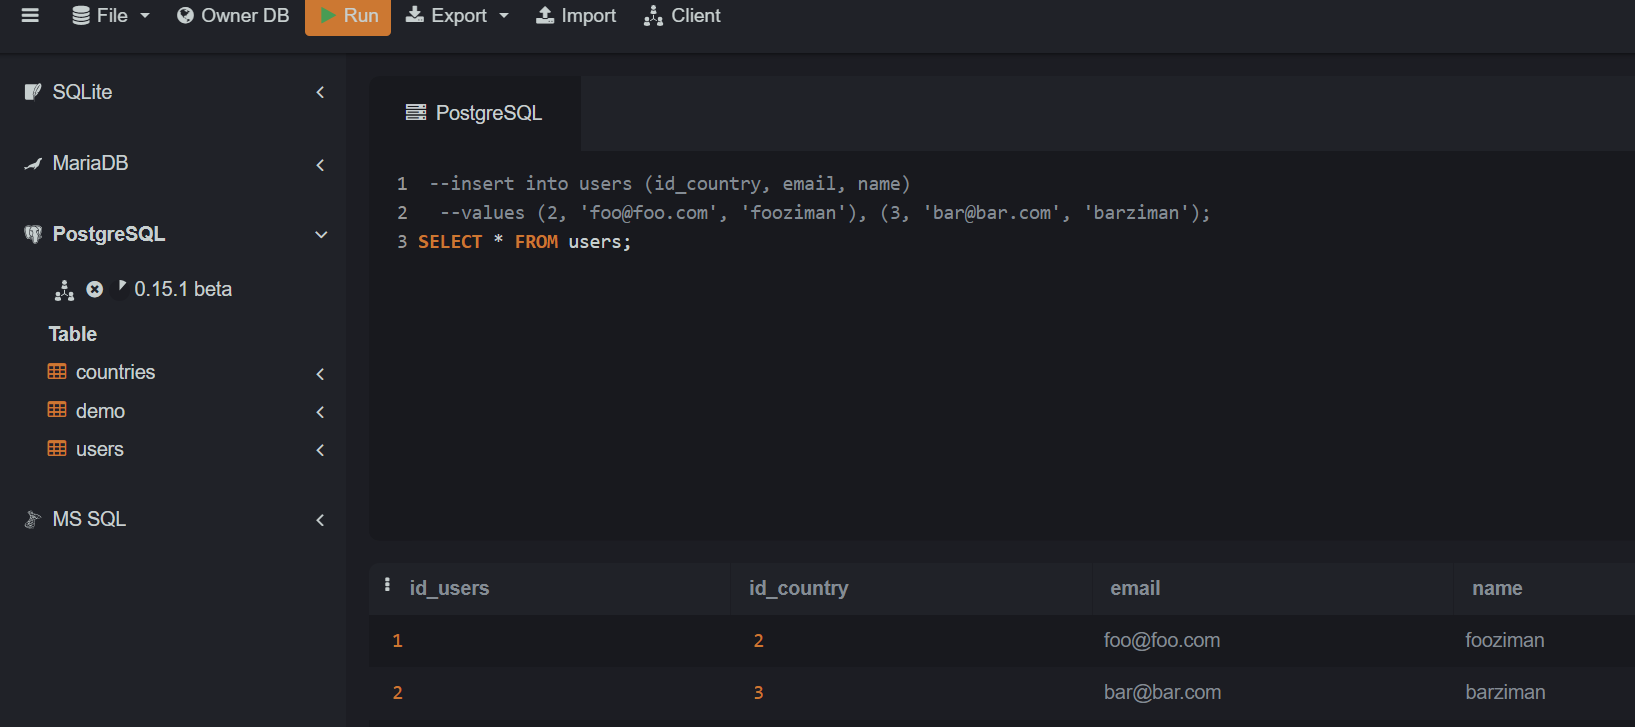 File Owner DB Run Export Import Client
SQLite
MariaDB
PostgreSQL
0.15.1 beta
Table
countries
demo
users
MS SQL
PostgreSQL
1 --insert into users (id_country, email, name)
2 --values (2, 'foo@foo.com', 'fooziman'), (3, 'bar@bar.com', 'barziman');
3 SELECT * FROM users;
id_users id_country email name
1 2 foo@foo.com fooziman
2 3 bar@bar.com barziman